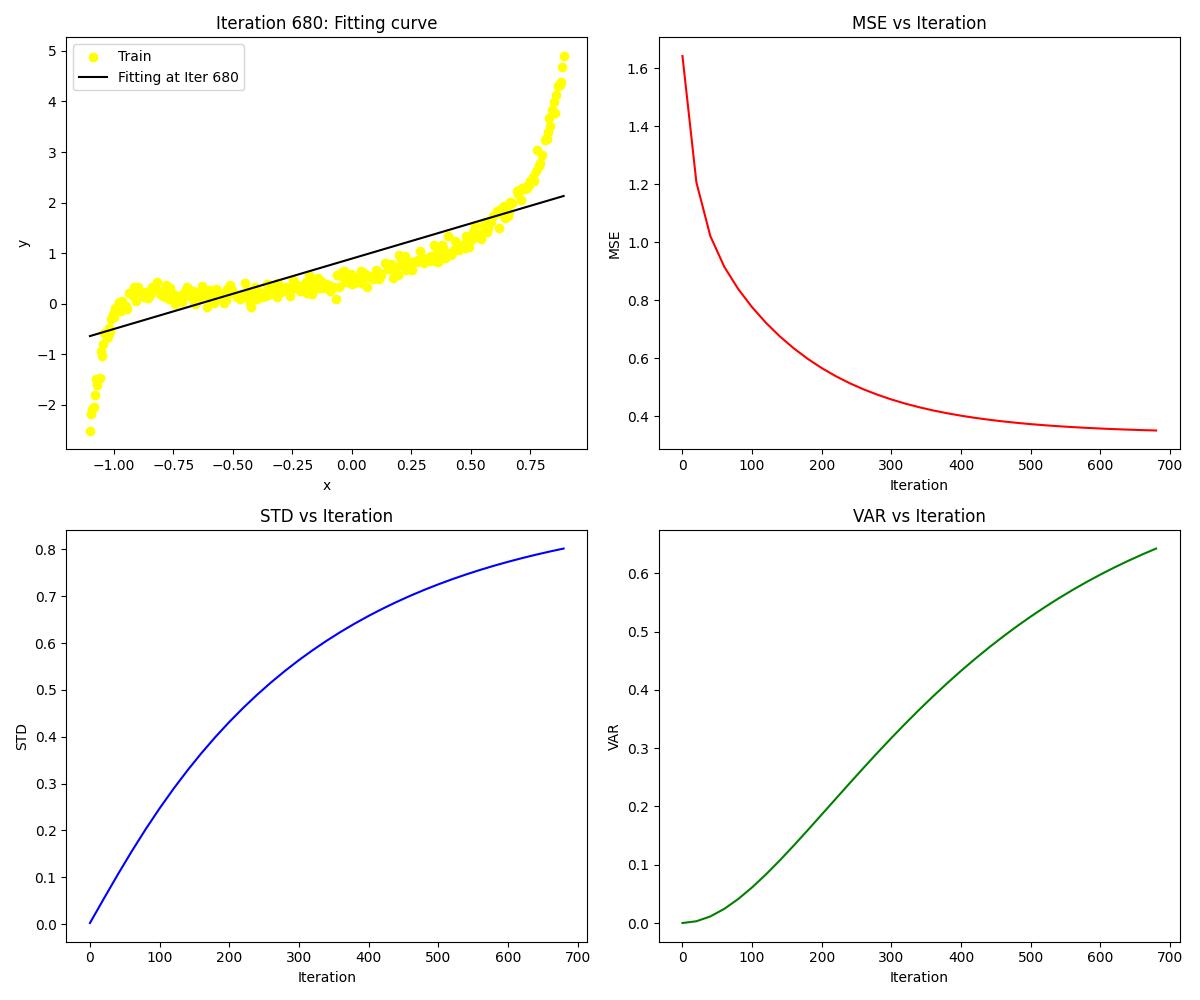 Iteration 680: Fitting curve
Train
Fitting at Iter 680
y
5
4
3
2
1
0
−1
−2
−1.00 −0.75 −0.50 −0.25 0.00 0.25 0.50 0.75
x
MSE vs Iteration
MSE
1.6
1.4
1.2
1.0
0.8
0.6
0.4
0 100 200 300 400 500 600 700
Iteration
STD vs Iteration
STD
0.8
0.7
0.6
0.5
0.4
0.3
0.2
0.1
0.0
0 100 200 300 400 500 600 700
Iteration
VAR vs Iteration
VAR
0.6
0.5
0.4
0.3
0.2
0.1
0.0
0 100 200 300 400 500 600 700
Iteration